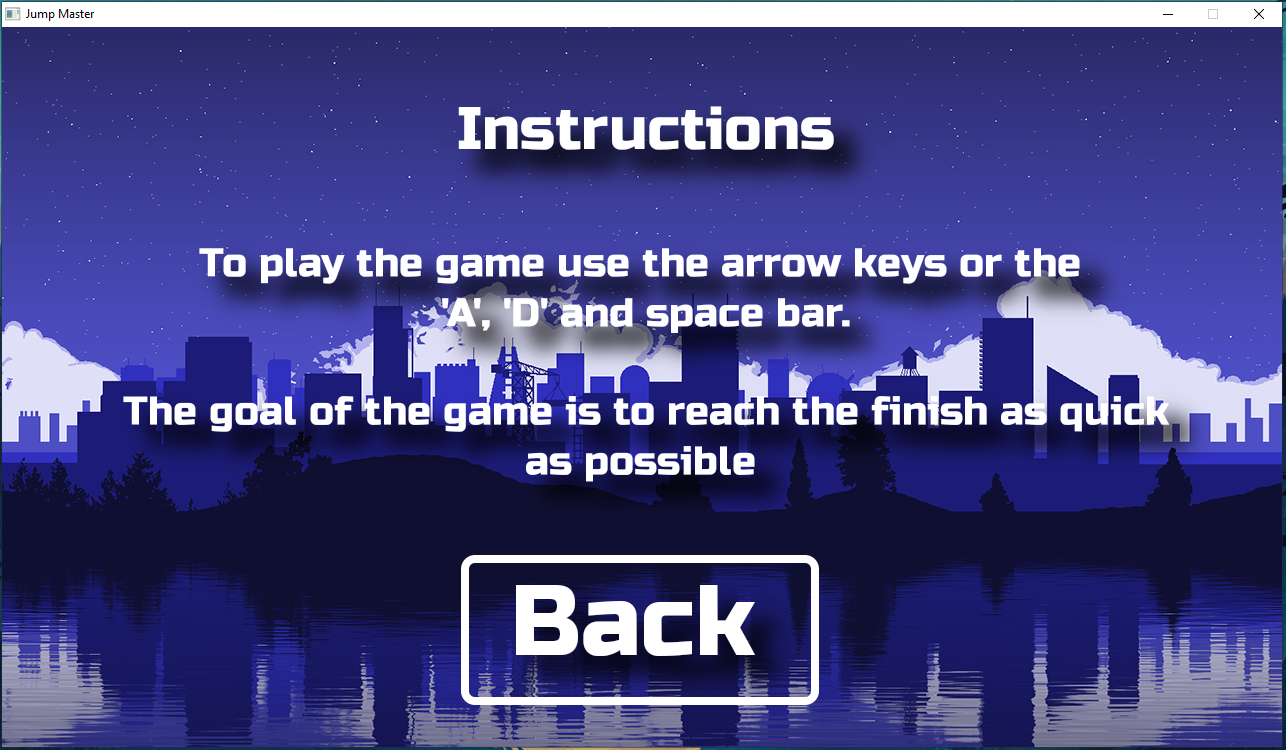 Jump Master
Instructions
To play the game use the arrow keys or the
'A', 'D' and space bar.
The goal of the game is to reach the finish as quick
as possible
Back